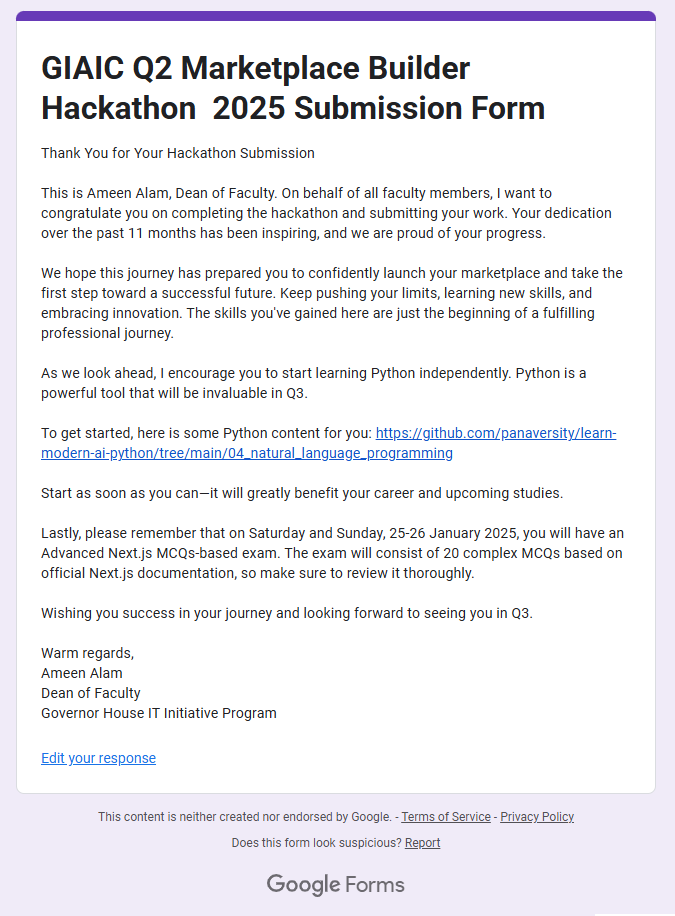 GIAIC Q2 Marketplace Builder
Hackathon  2025 Submission Form
Thank You for Your Hackathon Submission
This is Ameen Alam, Dean of Faculty. On behalf of all faculty members, I want to
congratulate you on completing the hackathon and submitting your work. Your dedication
over the past 11 months has been inspiring, and we are proud of your progress.
We hope this journey has prepared you to confidently launch your marketplace and take the
first step toward a successful future. Keep pushing your limits, learning new skills, and
embracing innovation. The skills you've gained here are just the beginning of a fulfilling
professional journey.
As we look ahead, I encourage you to start learning Python independently. Python is a
powerful tool that will be invaluable in Q3.
To get started, here is some Python content for you: https://github.com/panaversity/learn-
modern-ai-python/tree/main/04_natural_language_programming
Start as soon as you can—it will greatly benefit your career and upcoming studies.
Lastly, please remember that on Saturday and Sunday, 25-26 January 2025, you will have an
Advanced Next.js MCQs-based exam. The exam will consist of 20 complex MCQs based on
official Next.js documentation, so make sure to review it thoroughly.
Wishing you success in your journey and looking forward to seeing you in Q3.
Warm regards,
Ameen Alam
Dean of Faculty
Governor House IT Initiative Program
Edit your response
This content is neither created nor endorsed by Google. - Terms of Service - Privacy Policy
Does this form look suspicious? Report
Google Forms